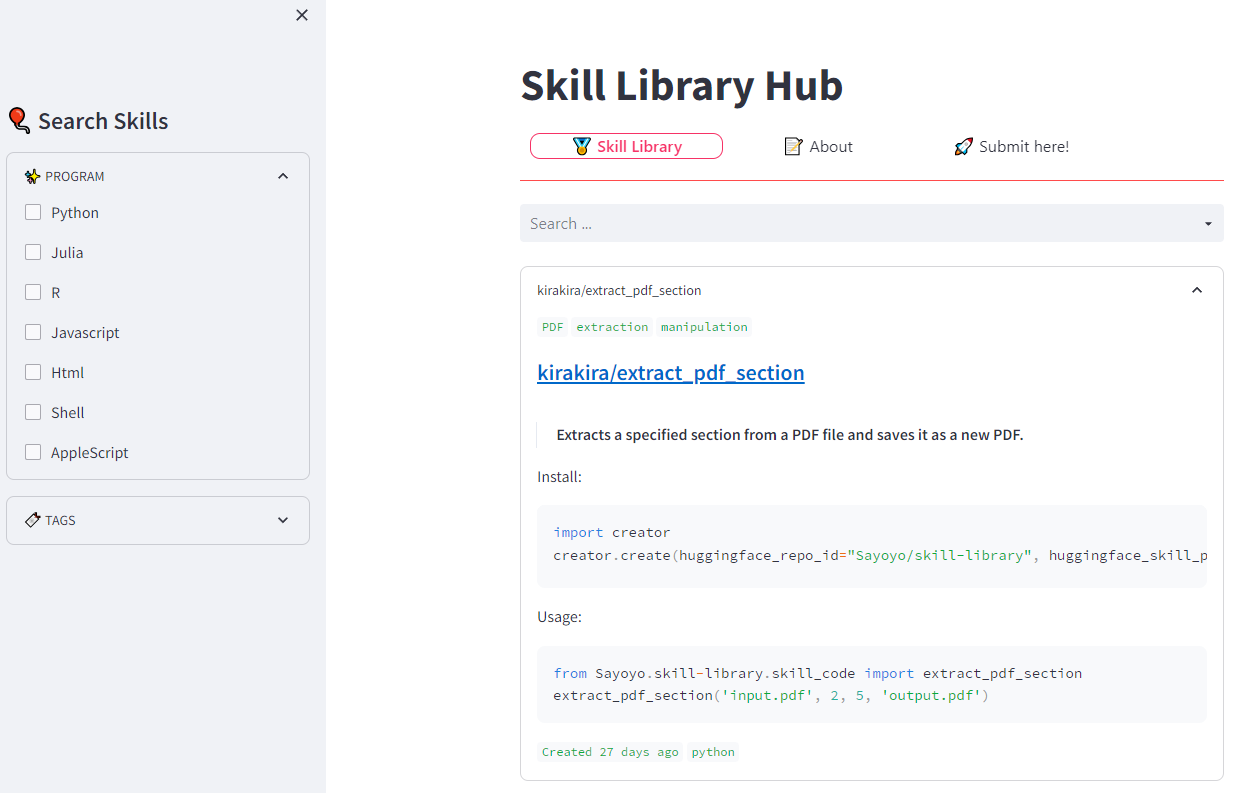 Search Skills
PROGRAM
Python
Julia
R
Javascript
Html
Shell
AppleScript
TAGS
Skill Library Hub
Skill Library
About
Submit here!
Search ...
kirakira/extract_pdf_section
PDF extraction manipulation
kirakira/extract_pdf_section
Extracts a specified section from a PDF file and saves it as a new PDF.
Install:
import creator
creator.create(huggingface_repo_id="Sayoyo/skill-library", huggingface_skill_p
Usage:
from Sayoyo.skill-library.skill_code import extract_pdf_section
extract_pdf_section('input.pdf', 2, 5, 'output.pdf')
Created 27 days ago python